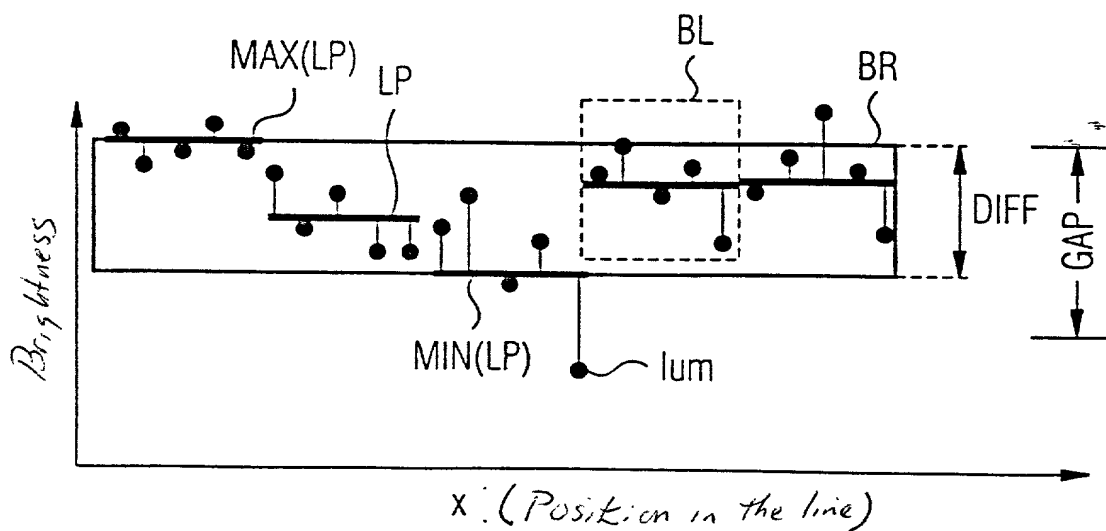 BL
MAX(LP)
LP
BR
DIFF
GAP
Brightness
MIN(LP)
lum
x : (Position in the line)